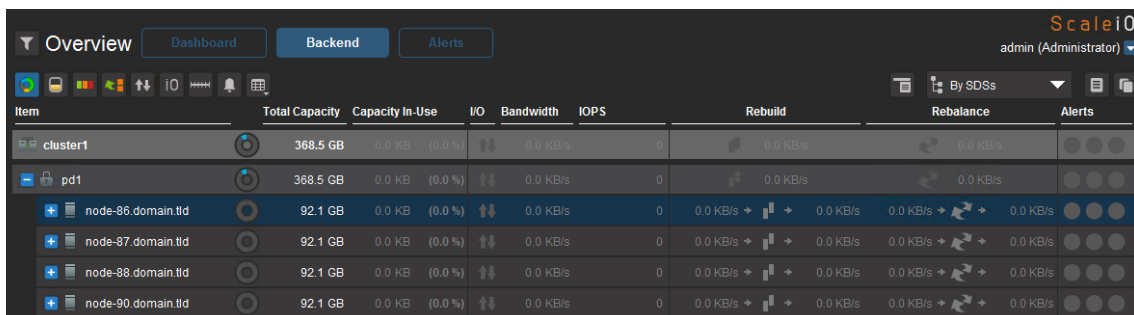 ScaleiO
Overview Dashboard Backend Alerts
admin (Administrator)
iO By SDSs
Item Total Capacity Capacity In-Use I/O Bandwidth IOPS Rebuild Rebalance Alerts
cluster1 368.5 GB 0.0 KB (0.0 %) 0.0 KB/s 0 0.0 KB/s 0.0 KB/s
pd1 368.5 GB 0.0 KB (0.0 %) 0.0 KB/s 0 0.0 KB/s 0.0 KB/s
node-86.domain.tld 92.1 GB 0.0 KB (0.0 %) 0.0 KB/s 0 0.0 KB/s 0.0 KB/s 0.0 KB/s 0.0 KB/s
node-87.domain.tld 92.1 GB 0.0 KB (0.0 %) 0.0 KB/s 0 0.0 KB/s 0.0 KB/s 0.0 KB/s 0.0 KB/s
node-88.domain.tld 92.1 GB 0.0 KB (0.0 %) 0.0 KB/s 0 0.0 KB/s 0.0 KB/s 0.0 KB/s 0.0 KB/s
node-90.domain.tld 92.1 GB 0.0 KB (0.0 %) 0.0 KB/s 0 0.0 KB/s 0.0 KB/s 0.0 KB/s 0.0 KB/s